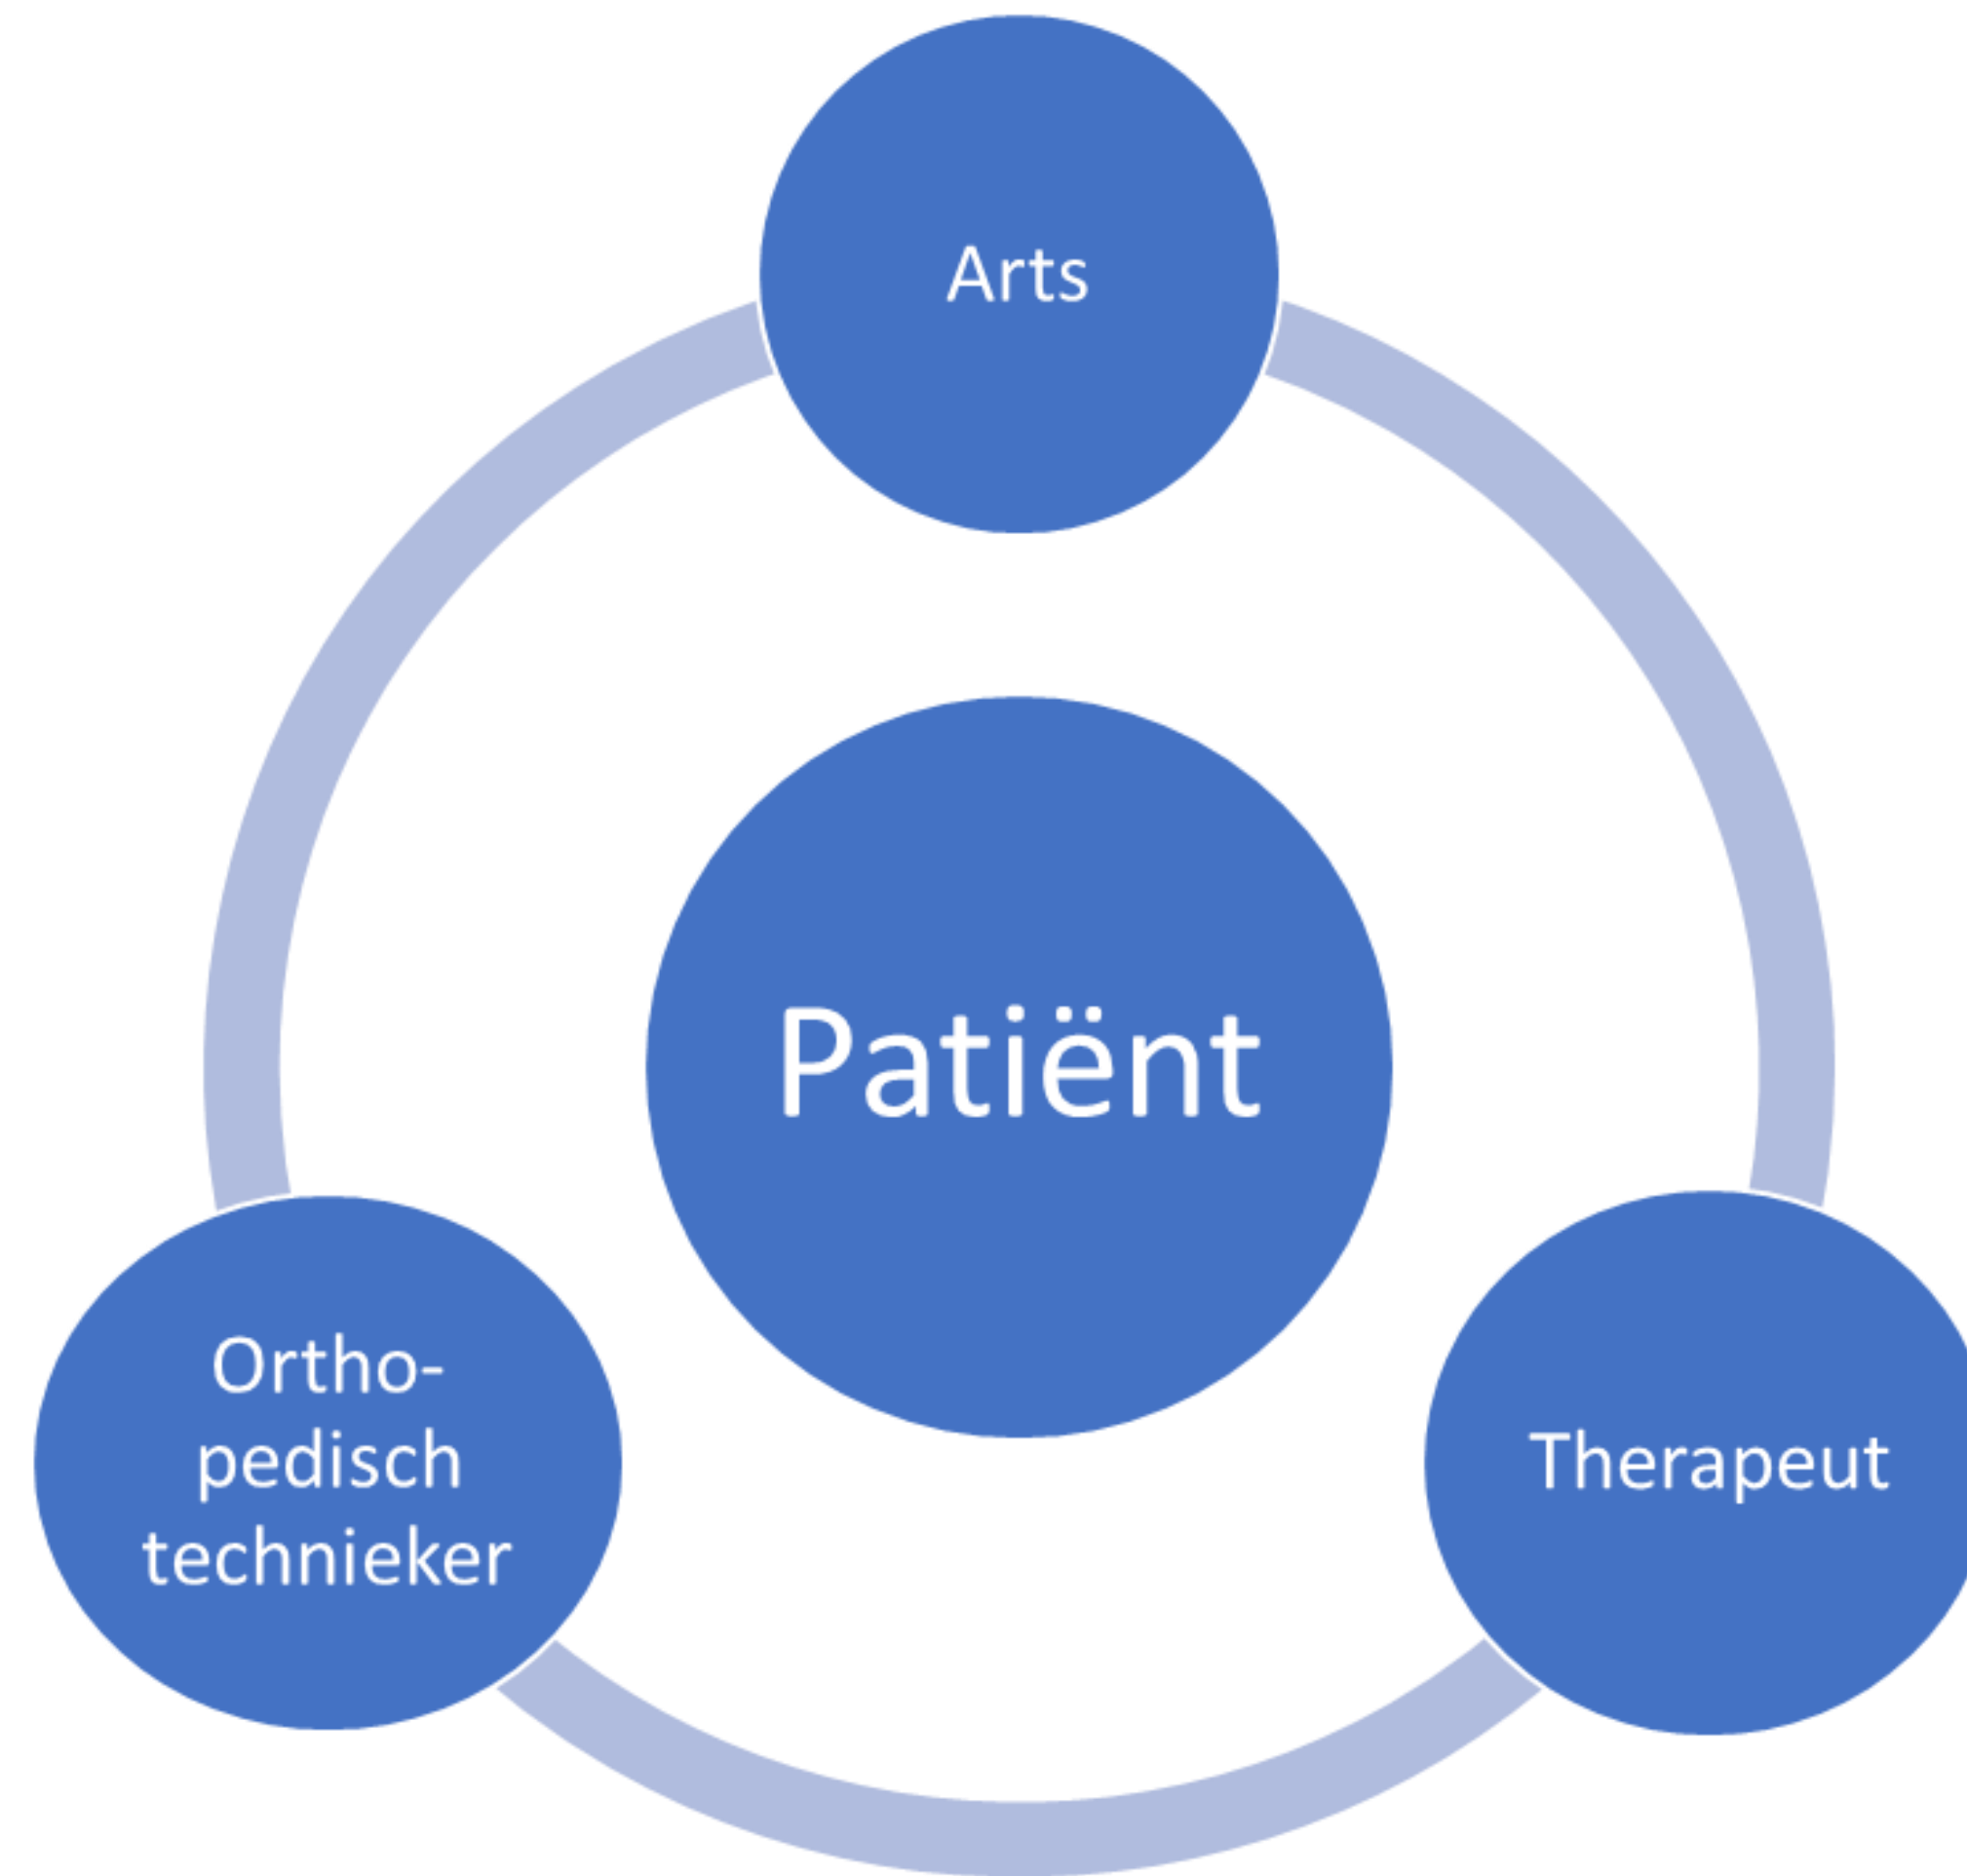 Arts
Patiënt
Ortho-
pedisch
technieker
Therapeut